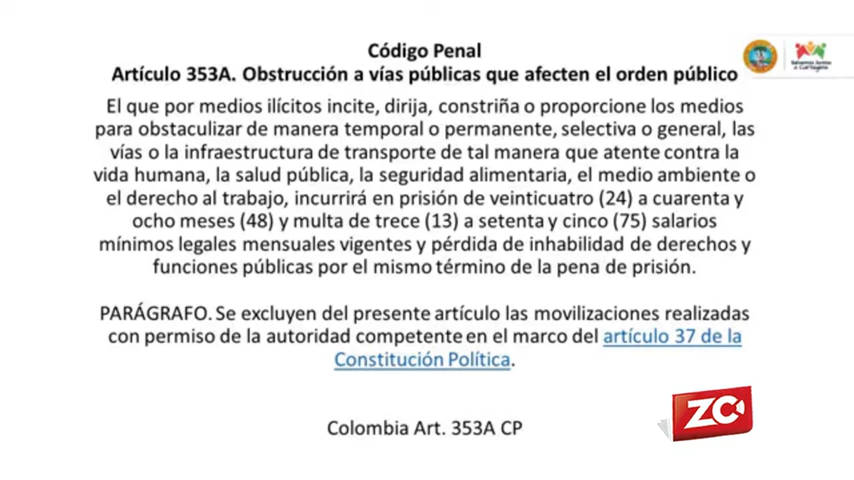 Código Penal
Artículo 353A. Obstrucción a vías públicas que afecten el orden público
El que por medios ilícitos incite, dirija, constriña o proporcione los medios
para obstaculizar de manera temporal o permanente, selectiva o general, las
vías o la infraestructura de transporte de tal manera que atente contra la
vida humana, la salud pública, la seguridad alimentaria, el medio ambiente o
el derecho al trabajo, incurrirá en prisión de veinticuatro (24) a cuarenta y
ocho meses (48) y multa de trece (13) a setenta y cinco (75) salarios
mínimos legales mensuales vigentes y pérdida de inhabilidad de derechos y
funciones públicas por el mismo término de la pena de prisión.
PARÁGRAFO. Se excluyen del presente artículo las movilizaciones realizadas
con permiso de la autoridad competente en el marco del artículo 37 de la
Constitución Política.
Colombia Art. 353A CP
ZC